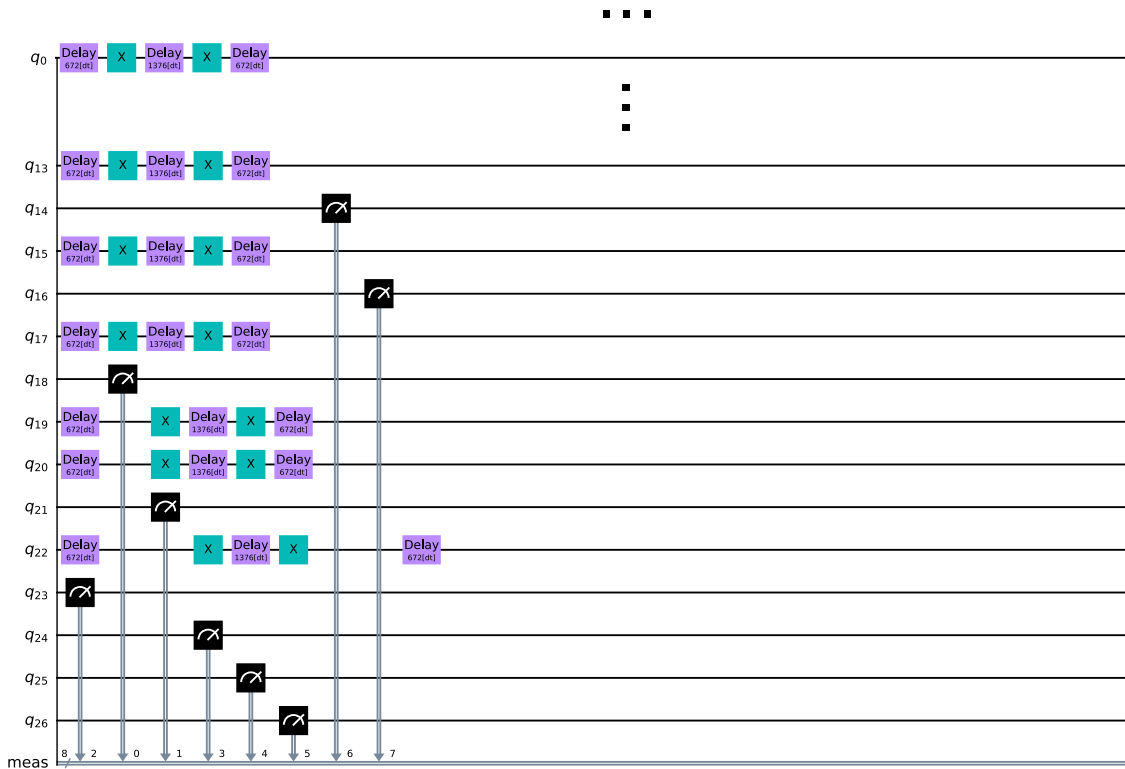 q0 Delay 672[dt] X Delay 1376[dt] X Delay 672[dt]
q13 Delay 672[dt] X Delay 1376[dt] X Delay 672[dt]
q14
q15 Delay 672[dt] X Delay 1376[dt] X Delay 672[dt]
q16
q17 Delay 672[dt] X Delay 1376[dt] X Delay 672[dt]
q18
q19 Delay 672[dt] X Delay 1376[dt] X Delay 672[dt]
q20 Delay 672[dt] X Delay 1376[dt] X Delay 672[dt]
q21
q22 Delay 672[dt] X Delay 1376[dt] X Delay 672[dt]
q23
q24
q25
q26
8 2 0 1 3 4 5 6 7
meas